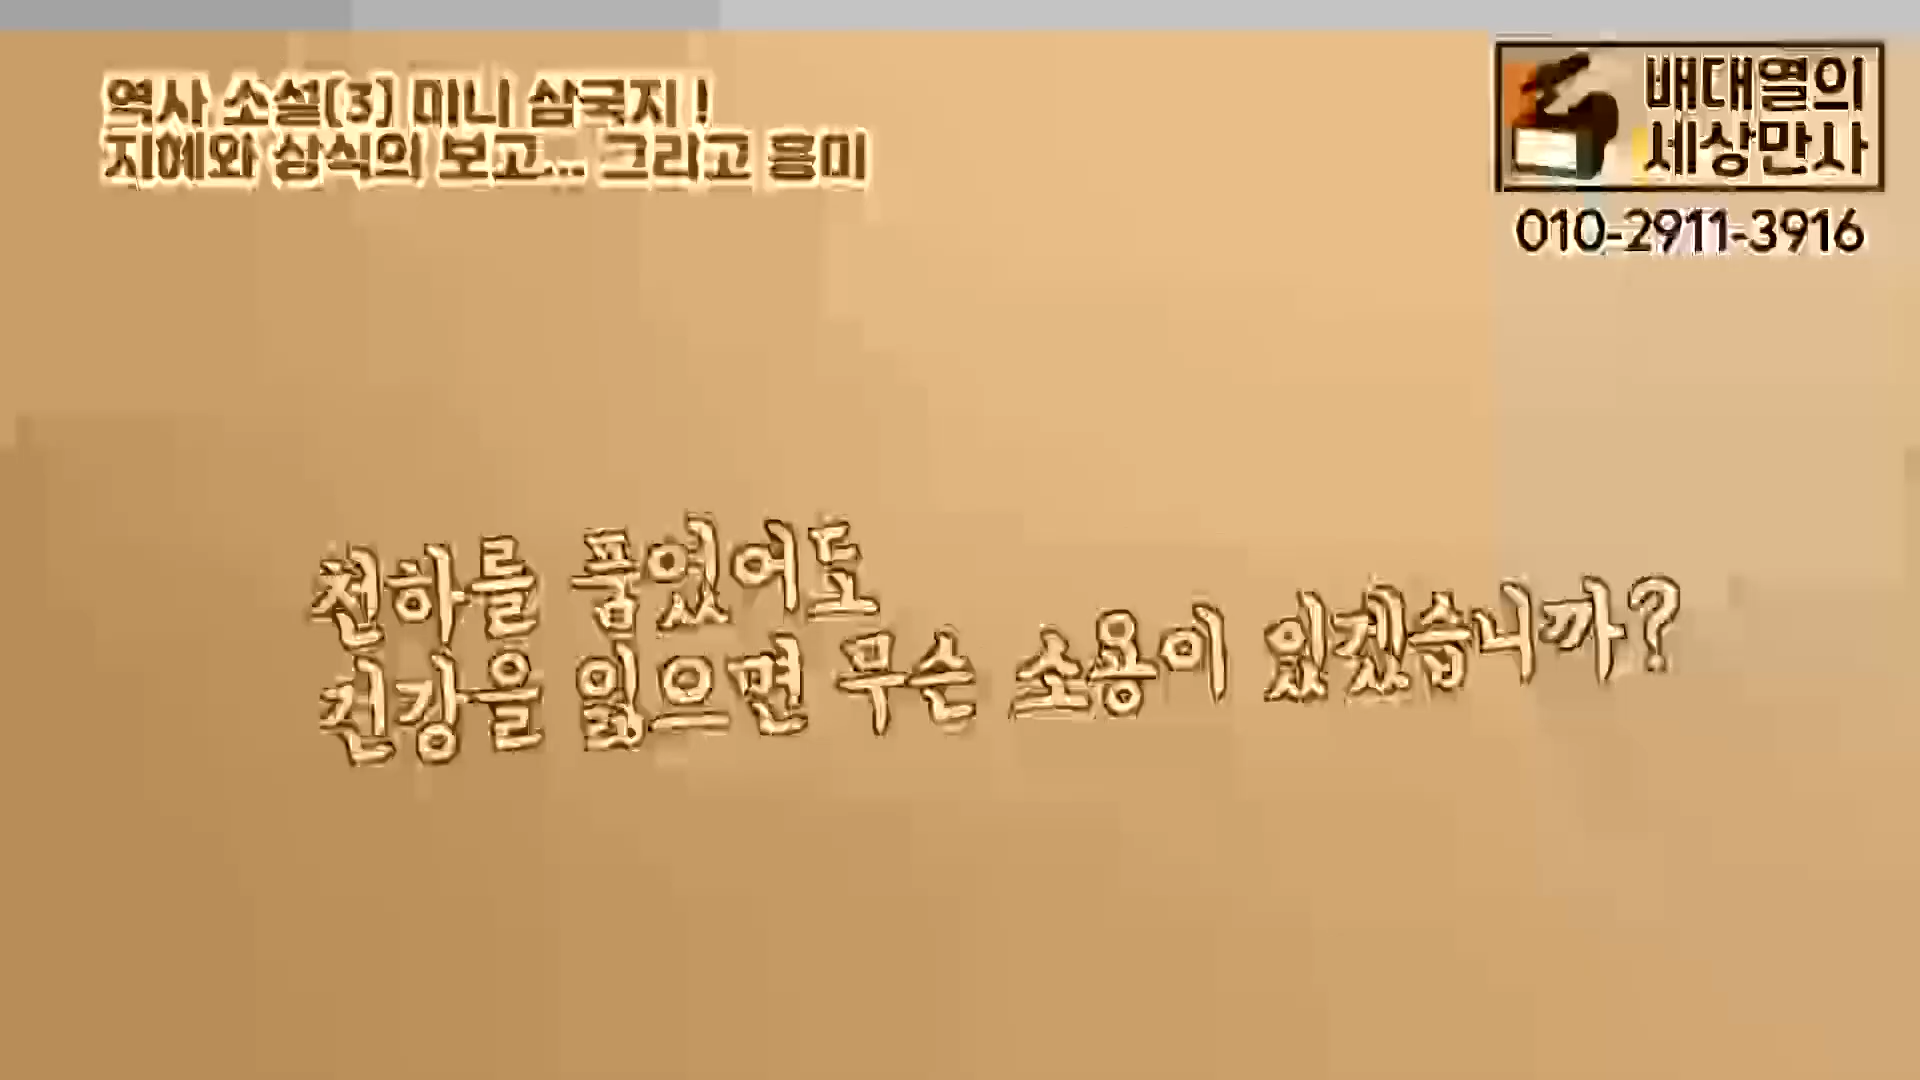 역사 소설(3) 미니 삼국지 !
지혜와 상식의 보고... 그리고 흥미
배대열의
세상만사
010-2911-3916
천하를 품었어도
건강을 잃으면 무슨 소용이 있겠습니까?